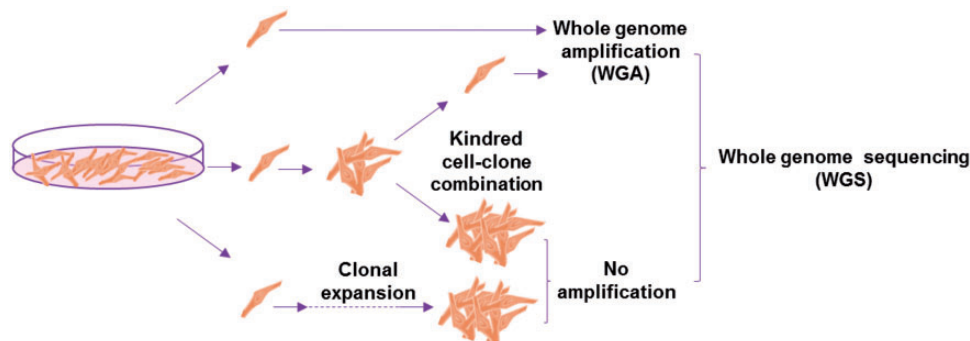 Whole genome
amplification
(WGA)
Kindred
cell-clone
combination
Whole genome sequencing
(WGS)
Clonal
expansion
No
amplification